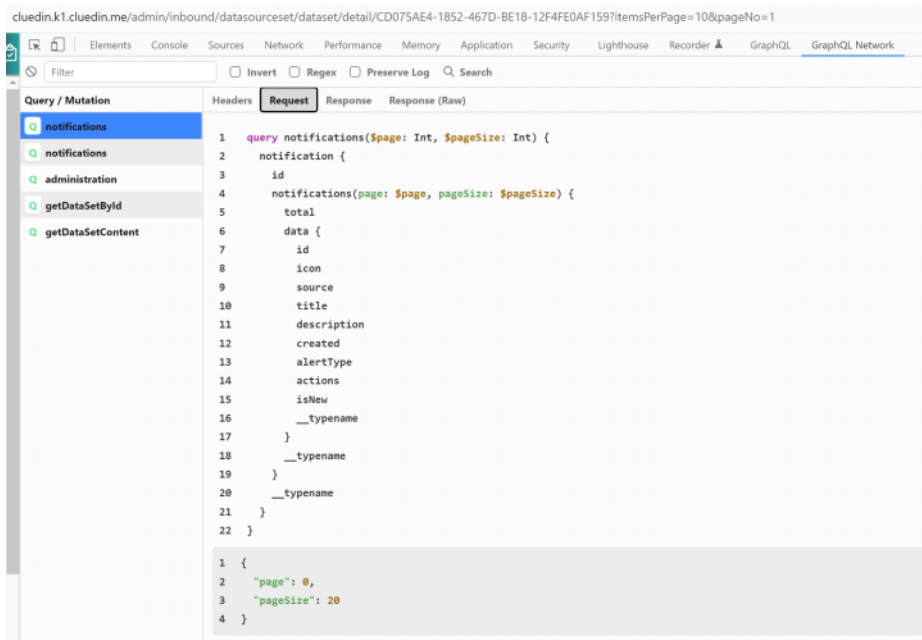 cluedin.k1.cluedin.me/admin/inbound/datasourceset/dataset/detail/CD075AE4-1852-467D-BE18-12F4FE0AF159?itemsPerPage=10&pageNo=1
Elements Console Sources Network Performance Memory Application Security Lighthouse Recorder GraphQL GraphQL Network
Filter Invert Regex Preserve Log Search
Query / Mutation
Q notifications
Q notifications
Q administration
Q getDataSetById
Q getDataSetContent
Headers Request Response Response (Raw)
1 query notifications($page: Int, $pageSize: Int) {
2 notification {
3 id
4 notifications(page: $page, pageSize: $pageSize) {
5 total
6 data {
7 id
8 icon
9 source
10 title
11 description
12 created
13 alertType
14 actions
15 isNew
16 __typename
17 }
18 __typename
19 }
20 __typename
21 }
22 }
1 {
2 "page": 0,
3 "pageSize": 20
4 }